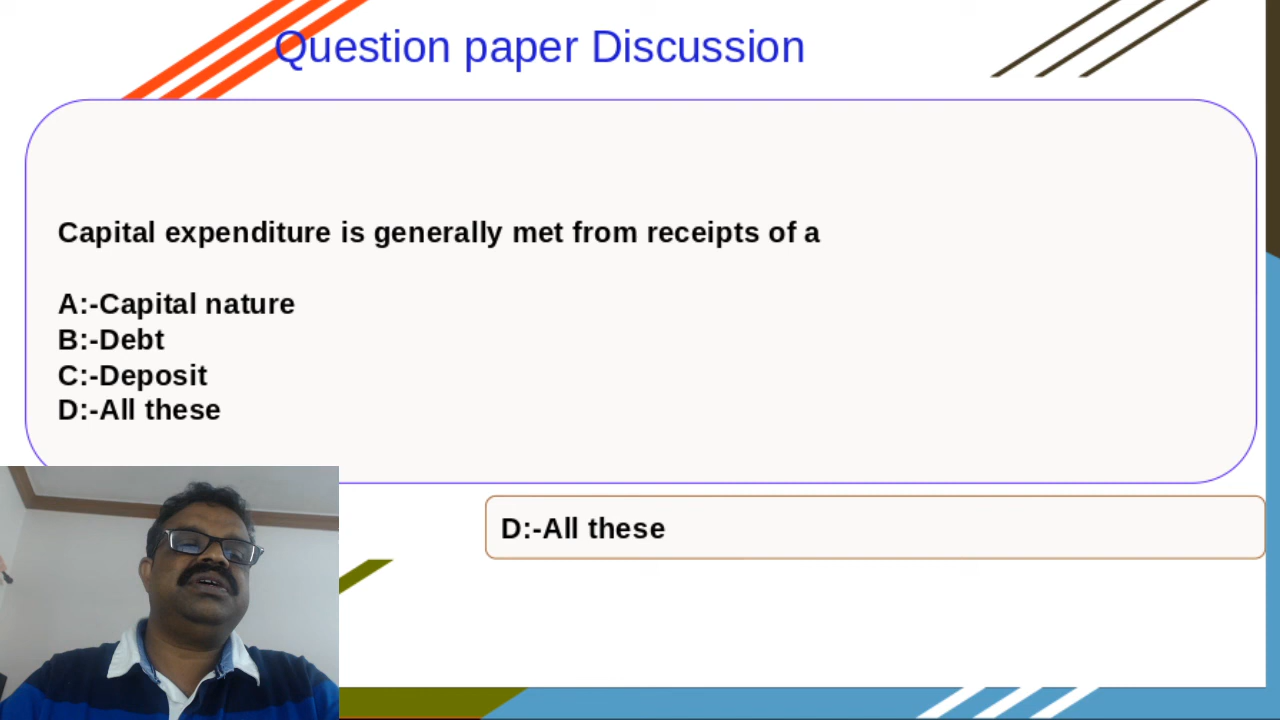 Question paper Discussion
Capital expenditure is generally met from receipts of a
A:-Capital nature
B:-Debt
C:-Deposit
D:-All these
D:-All these